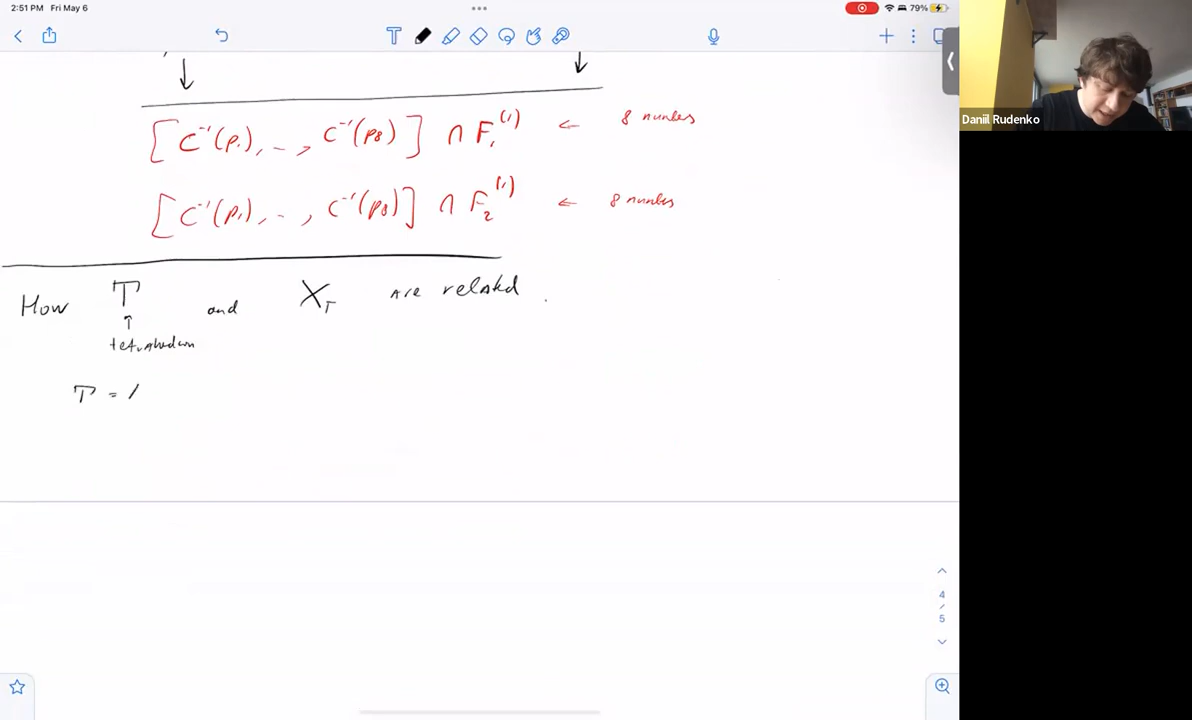 2:51 PM Fri May 6
79%
Daniil Rudenko
[C⁻¹(p₁), .., C⁻¹(p₈)] ∩ F₁⁽¹⁾ ← 8 numbers
[C⁻¹(p₁), .., C⁻¹(p₈)] ∩ F₂⁽¹⁾ ← 8 numbers
How T and X_T are related.
↑
tetrahedron
T = /
4
/
5